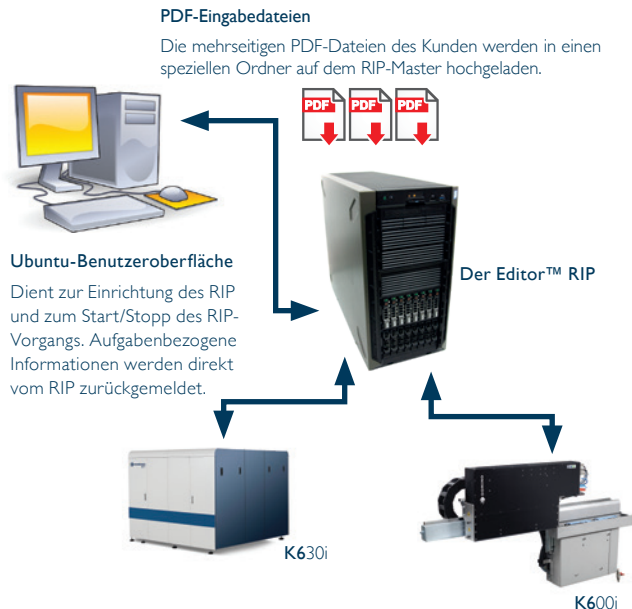 PDF-Eingabedateien
Die mehrseitigen PDF-Dateien des Kunden werden in einen
speziellen Ordner auf dem RIP-Master hochgeladen.
PDF PDF PDF
Ubuntu-Benutzeroberfläche
Dient zur Einrichtung des RIP
und zum Start/Stopp des RIP-
Vorgangs. Aufgabenbezogene
Informationen werden direkt
vom RIP zurückgemeldet.
Der Editor™ RIP
K630i
K600i